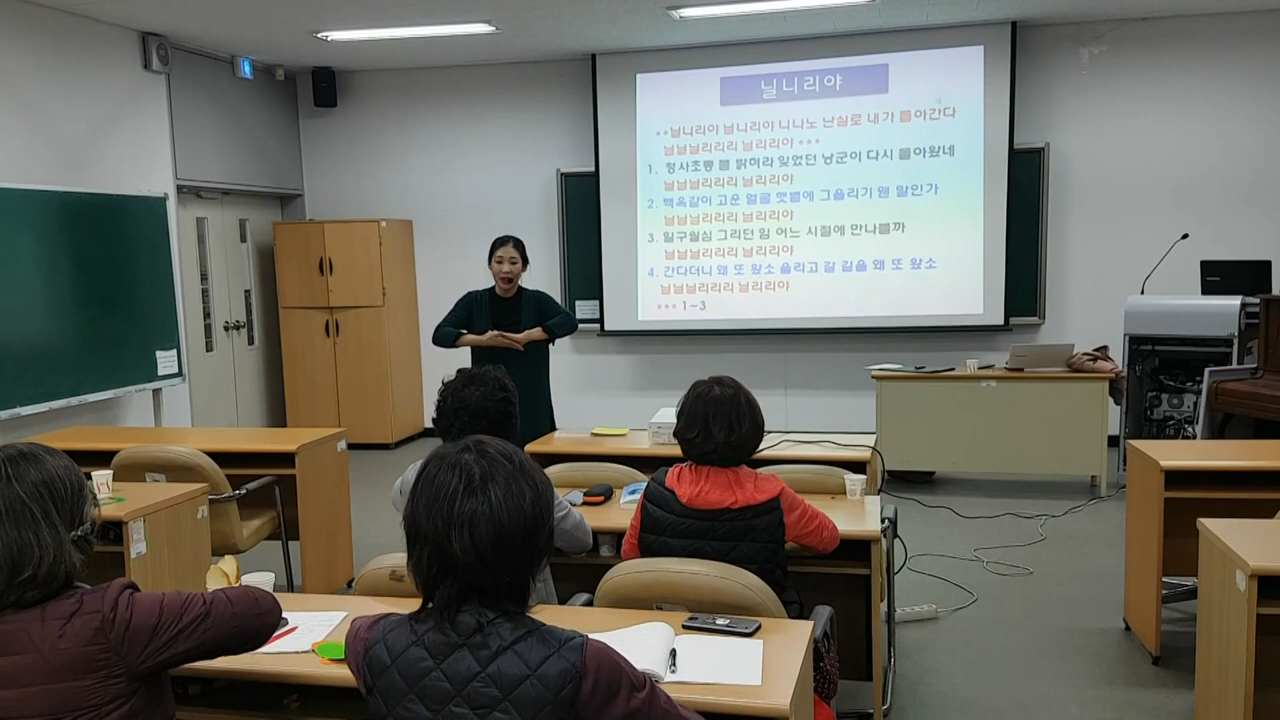 닐니리야
**닐니리야 닐니리야 니나노 난실로 내가 돌아간다
닐닐닐리리리 닐리리야 ***
1. 청사초롱 불 밝혀라 잊었던 낭군이 다시 돌아왔네
닐닐닐리리리 닐리리야
2. 백옥같이 고운 얼굴 햇볕에 그을리기 웬 말인가
닐닐닐리리리 닐리리야
3. 일구월심 그리던 임 어느 시절에 만나를까
닐닐닐리리리 닐리리야
4. 간다더니 왜 또 왔소 울리고 갈 길을 왜 또 왔소
닐닐닐리리리 닐리리야
*** 1~3